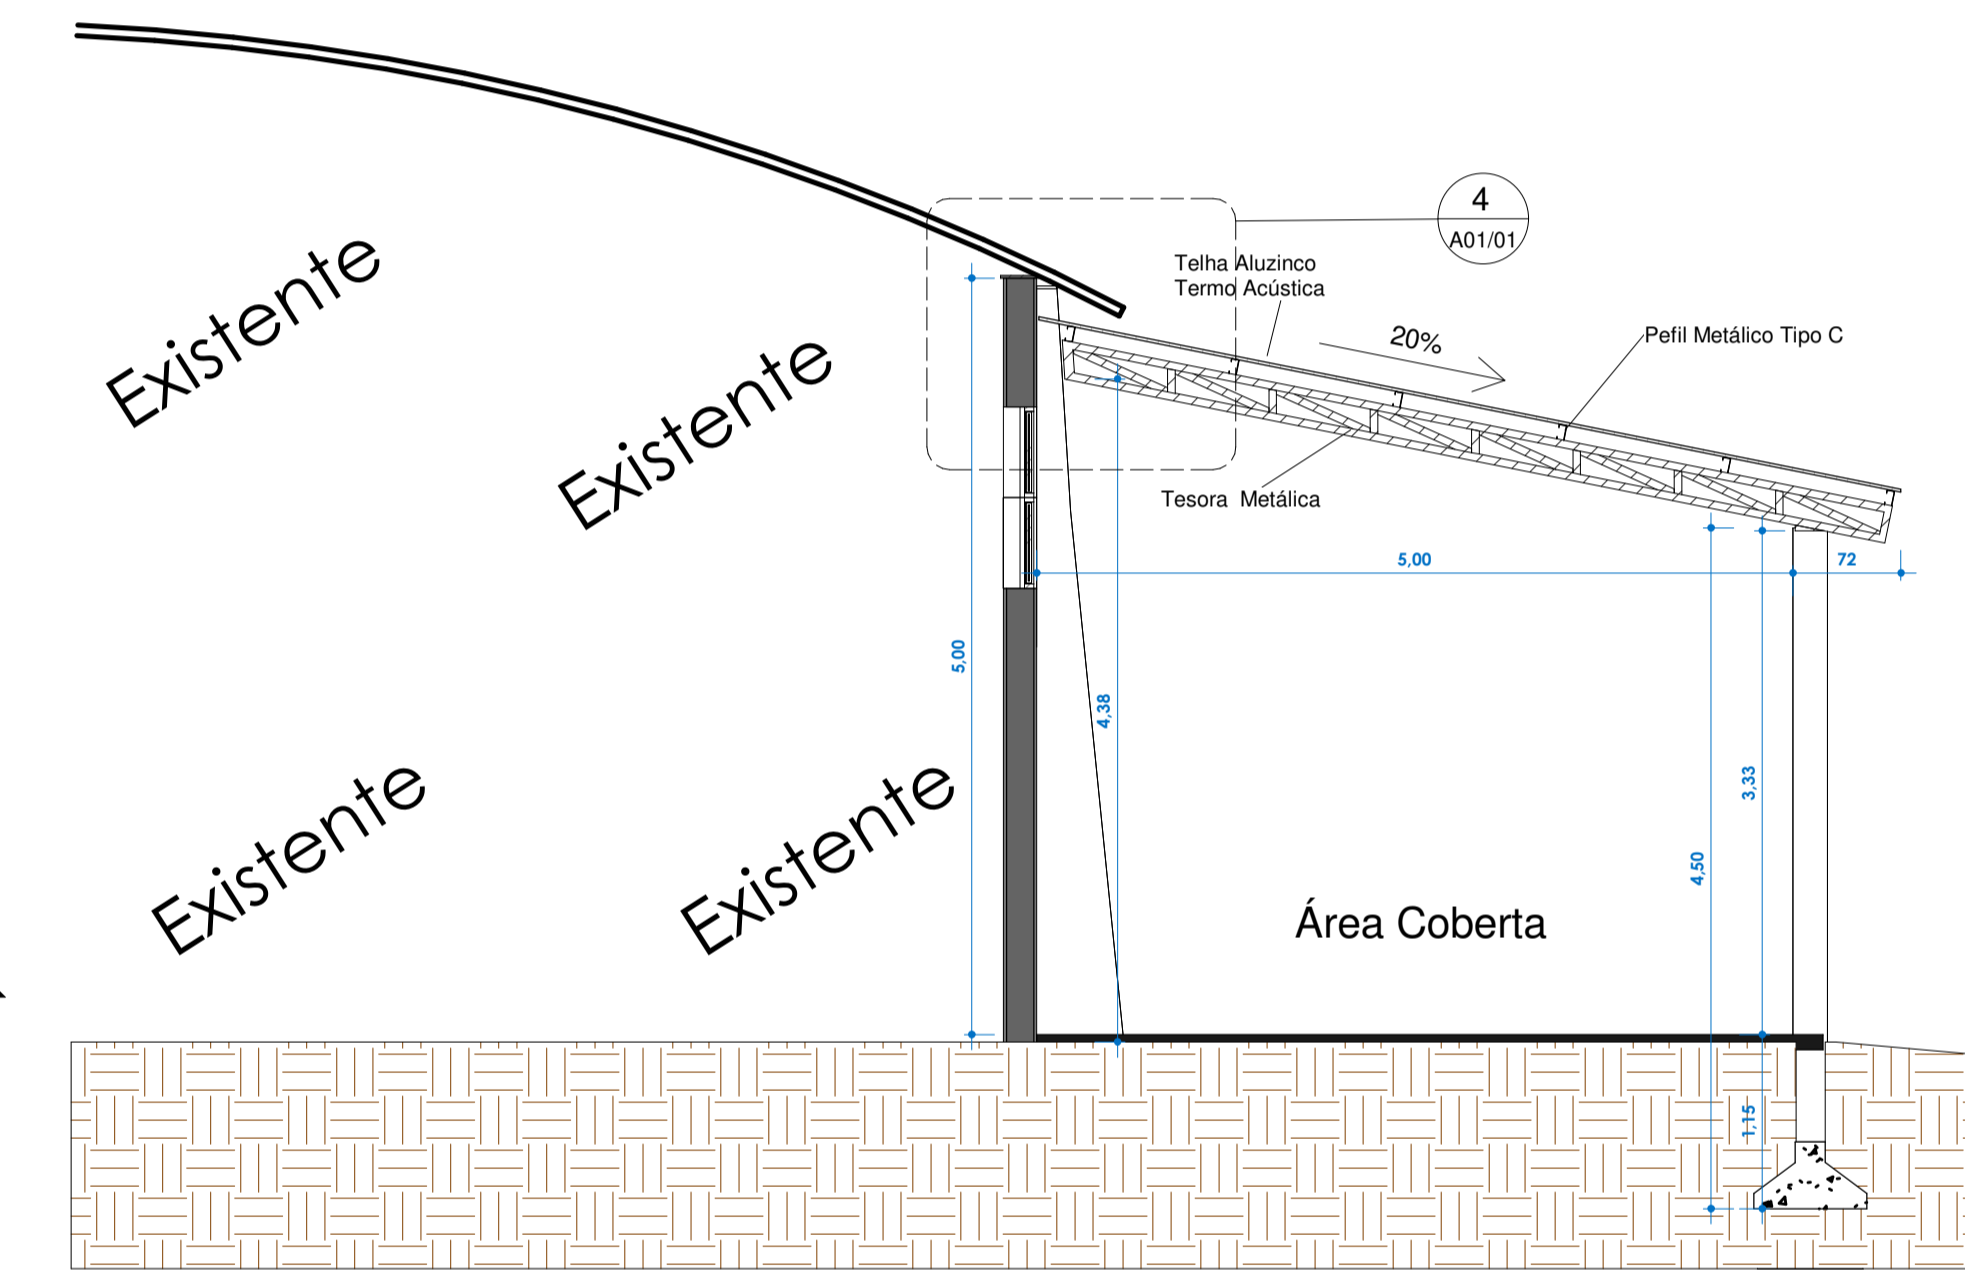 4
A01/01
Telha Aluzinco
Termo Acústica
20%
Pefil Metálico Tipo C
Existente
Existente
Tesora Metálica
5,00
72
5,00
4,38
3,33
4,50
Existente
Existente
Área Coberta
1,15